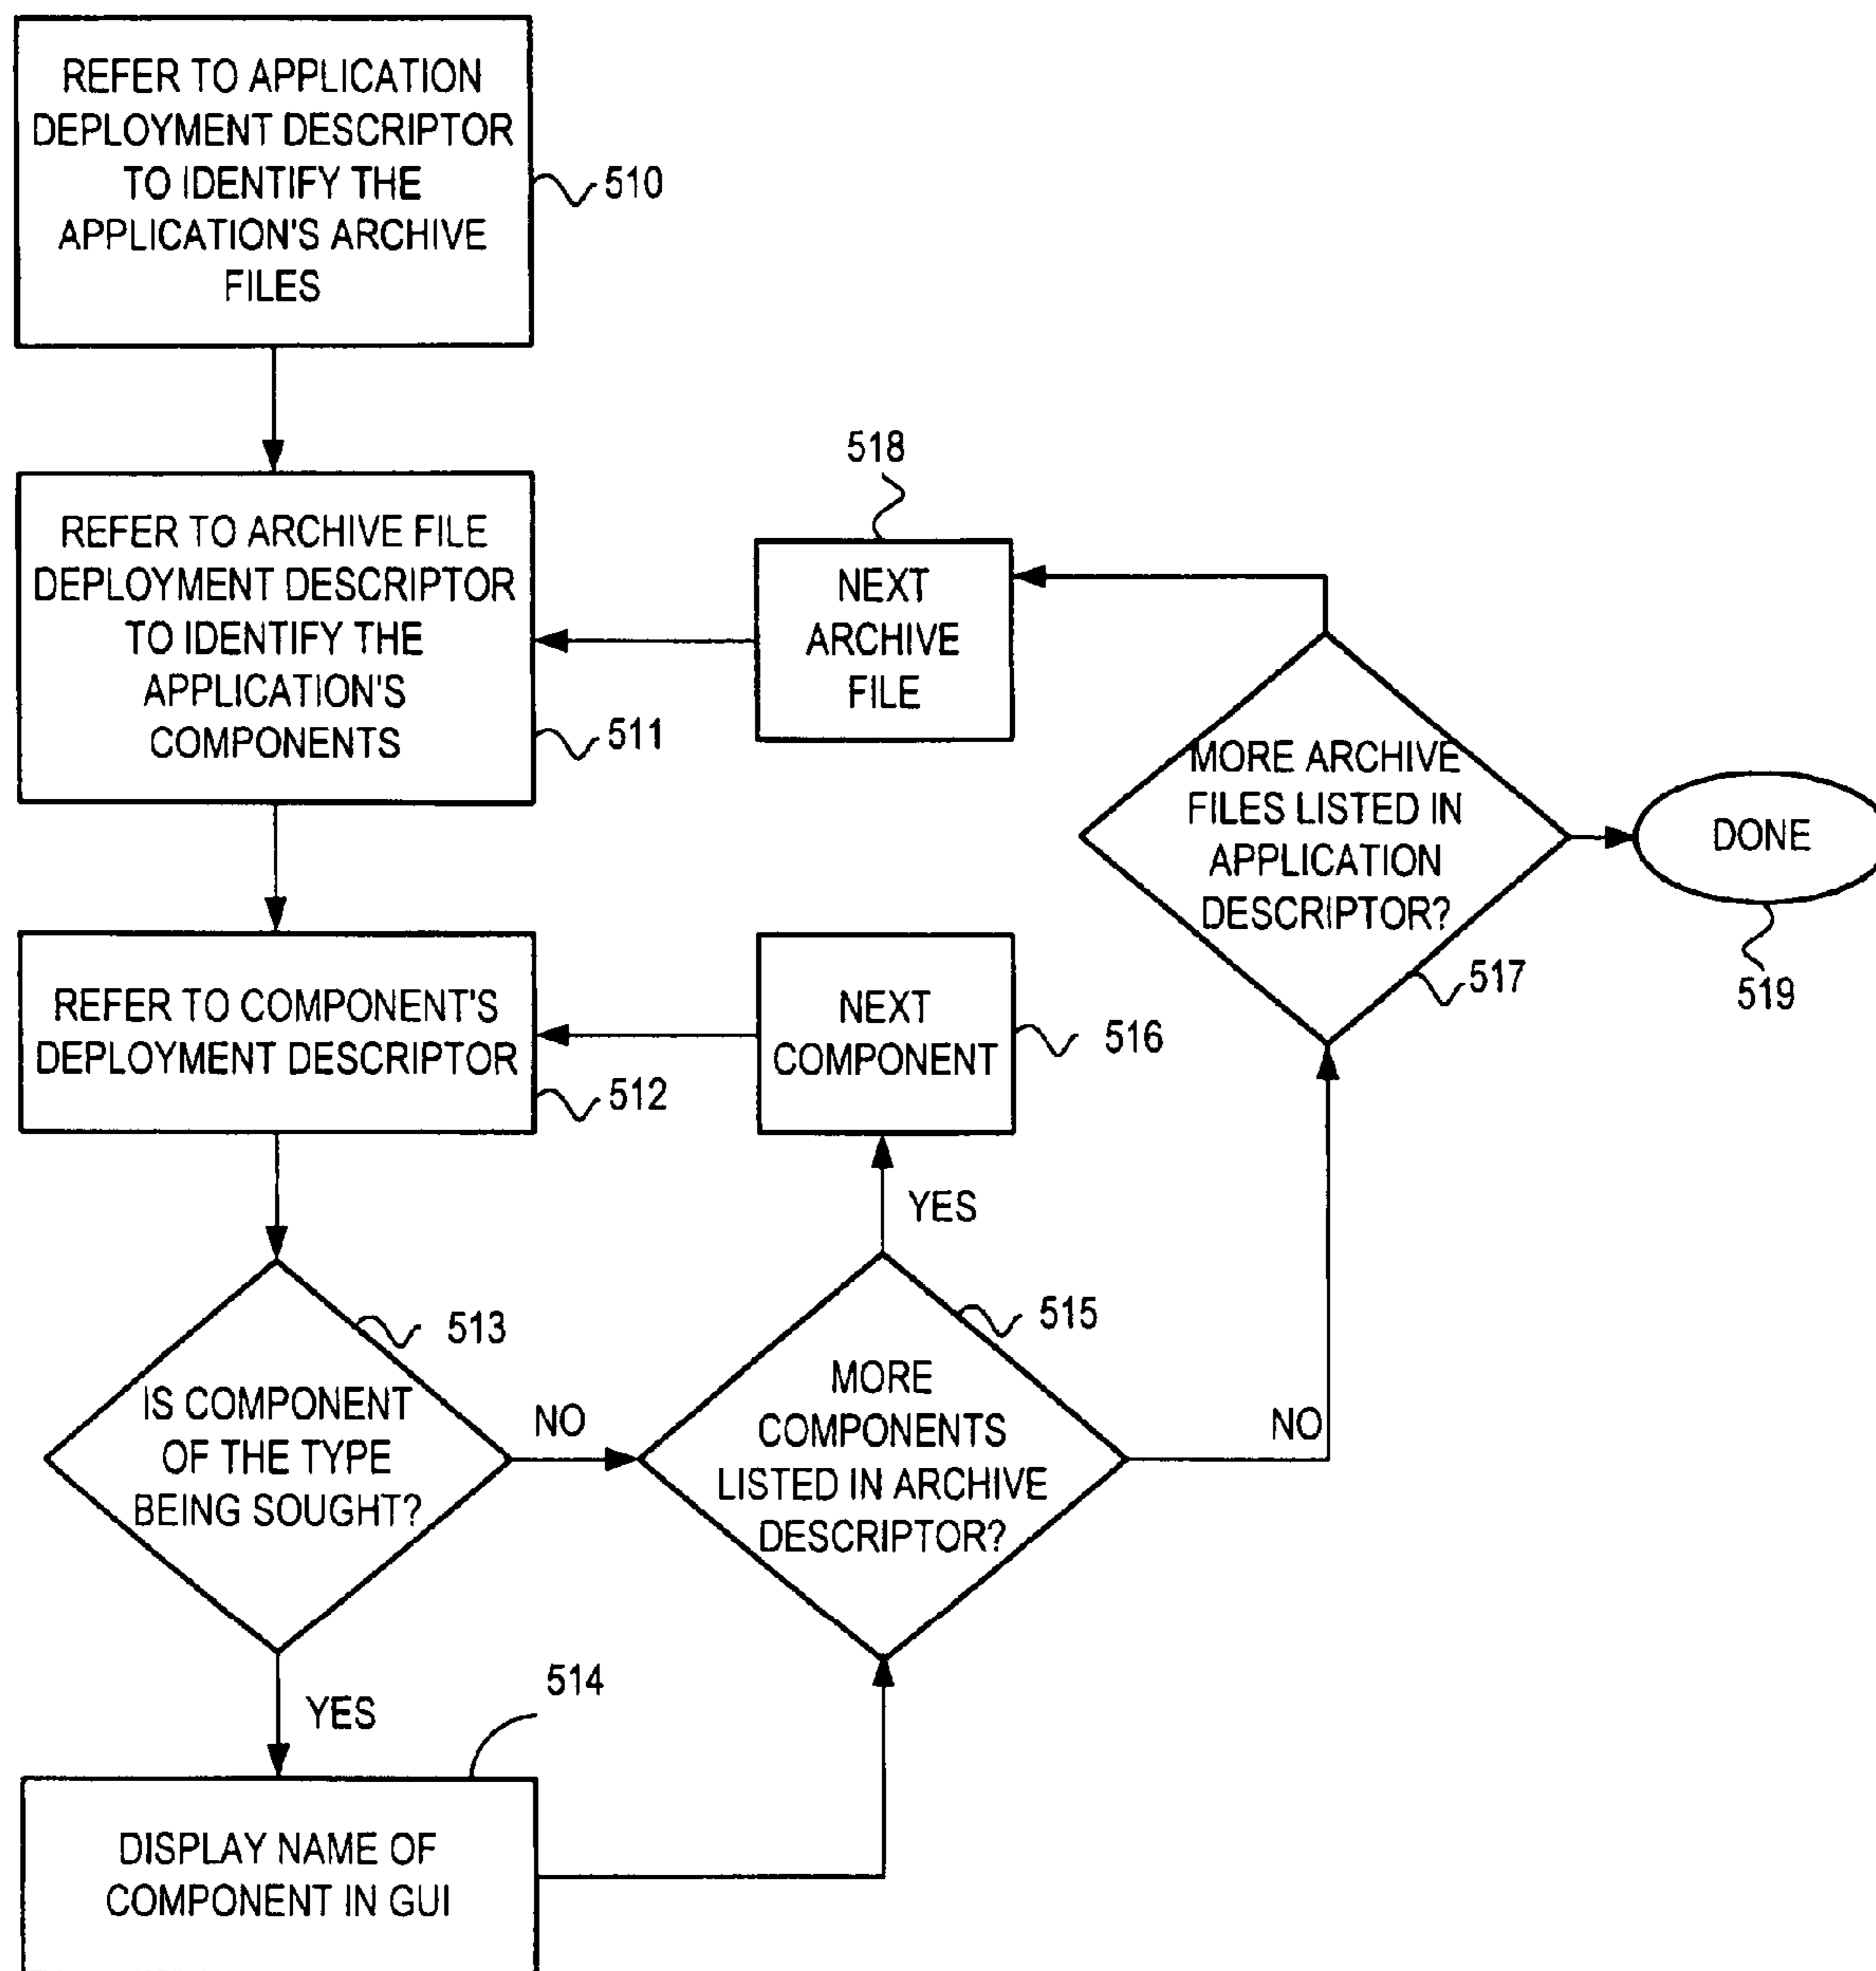 REFER TO APPLICATION
DEPLOYMENT DESCRIPTOR
TO IDENTIFY THE
APPLICATION'S ARCHIVE
FILES
510
REFER TO ARCHIVE FILE
DEPLOYMENT DESCRIPTOR
TO IDENTIFY THE
APPLICATION'S
COMPONENTS
511
518
NEXT
ARCHIVE
FILE
MORE ARCHIVE
FILES LISTED IN
APPLICATION
DESCRIPTOR?
517
DONE
519
REFER TO COMPONENT'S
DEPLOYMENT DESCRIPTOR
512
NEXT
COMPONENT
516
YES
513
IS COMPONENT
OF THE TYPE
BEING SOUGHT?
NO
515
MORE
COMPONENTS
LISTED IN ARCHIVE
DESCRIPTOR?
NO
YES
514
DISPLAY NAME OF
COMPONENT IN GUI